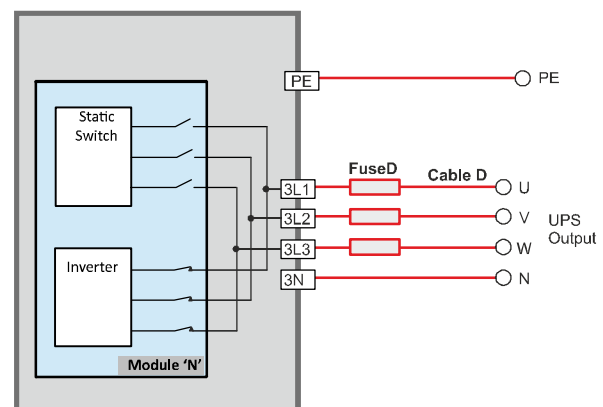 PE
PE
Static
Switch
FuseD
Cable D
3L1
U
3L2
V
UPS
Output
3L3
W
Inverter
3N
N
Module ‘N’